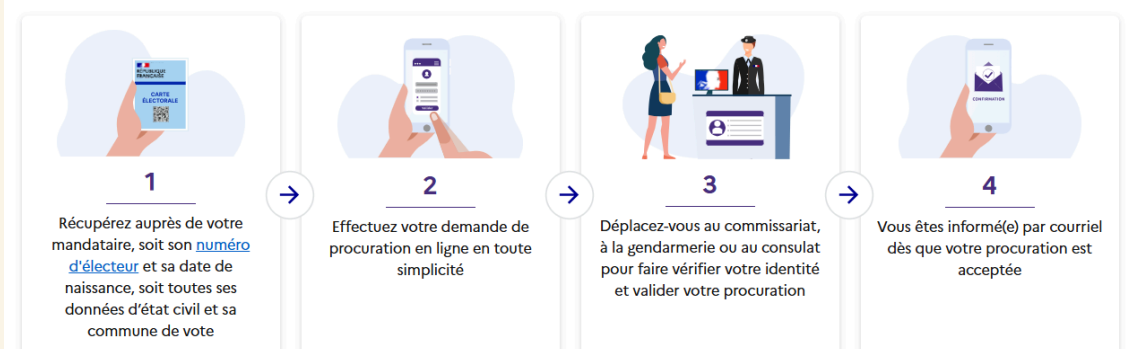 RÉPUBLIQUE
FRANÇAISE
CARTE
ÉLECTORALE
1
Récupérez auprès de votre
mandataire, soit son numéro
d'électeur et sa date de
naissance, soit toutes ses
données d'état civil et sa
commune de vote
2
Effectuez votre demande de
procuration en ligne en toute
simplicité
3
Déplacez-vous au commissariat,
à la gendarmerie ou au consulat
pour faire vérifier votre identité
et valider votre procuration
CONFIRMATION
4
Vous êtes informé(e) par courriel
dès que votre procuration est
acceptée